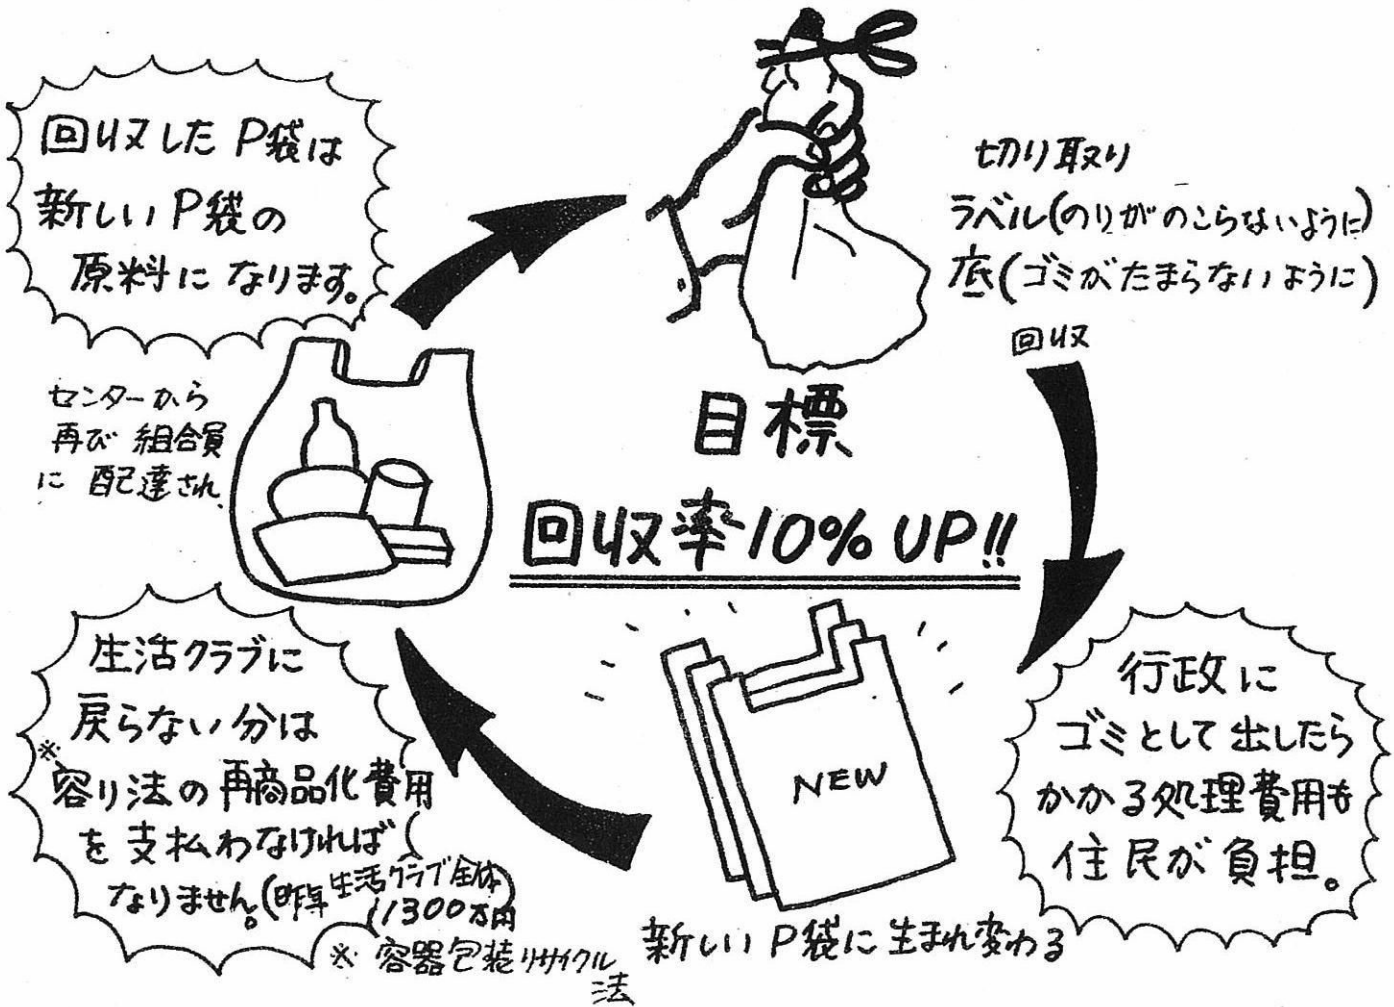 回収した P袋は
新しい P袋の
原料に なります。
切り取り
ラベル(のりがのこらないように)
底(ゴミがたまらないように)
回収
センターから
再び 組合員
に 配達され
目標
回収率10% UP!!
行政に
ゴミとして 出したら
かかる処理費用も
住民が 負担。
NEW
新しい P袋に 生まれ変わる
生活クラブに
戻らない分は
※容リ法の再商品化費用
を 支払わなければ
なりません。(昨年 生活クラブ全体
1300万円)
※ 容器包装リサイクル
法